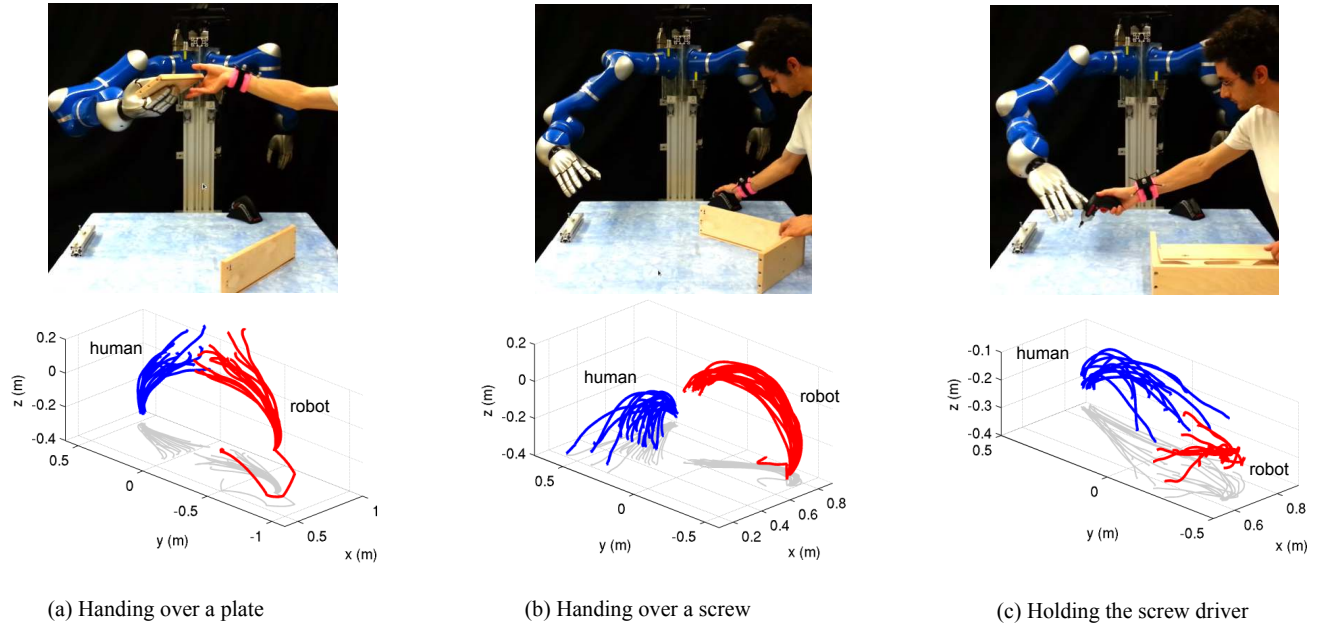 0.2
0
-0.2
-0.4
z (m)
human
robot
0.5
0
-0.5
-1
y (m)
0.5
1
x (m)
0.2
0
-0.2
-0.4
z (m)
human
robot
0.5
0
-0.5
y (m)
0.2
0.4
0.6
0.8
x (m)
-0.1
-0.2
-0.3
-0.4
z (m)
human
robot
0.5
0
-0.5
y (m)
0.6
0.8
x (m)
(a) Handing over a plate
(b) Handing over a screw
(c) Holding the screw driver